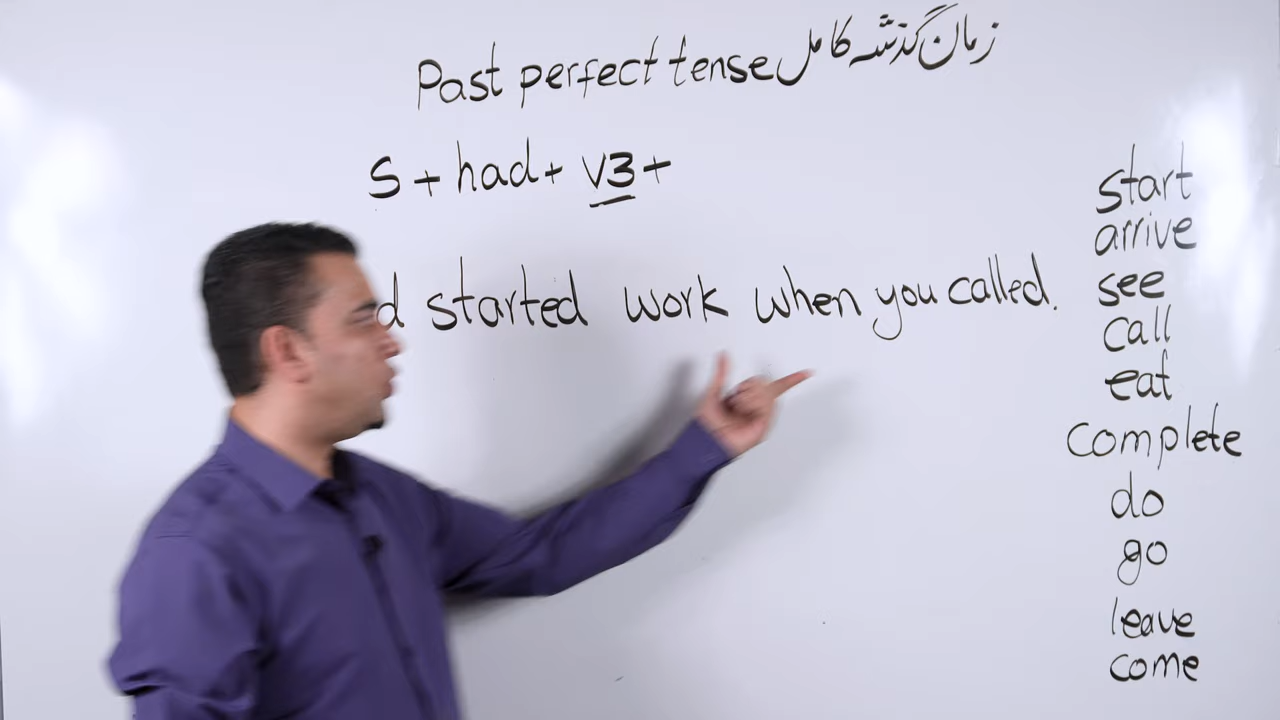 Past perfect tense زمان گذشته کامل
S + had + V3 +
d started work when you called.
start
arrive
see
call
eat
complete
do
go
leave
come